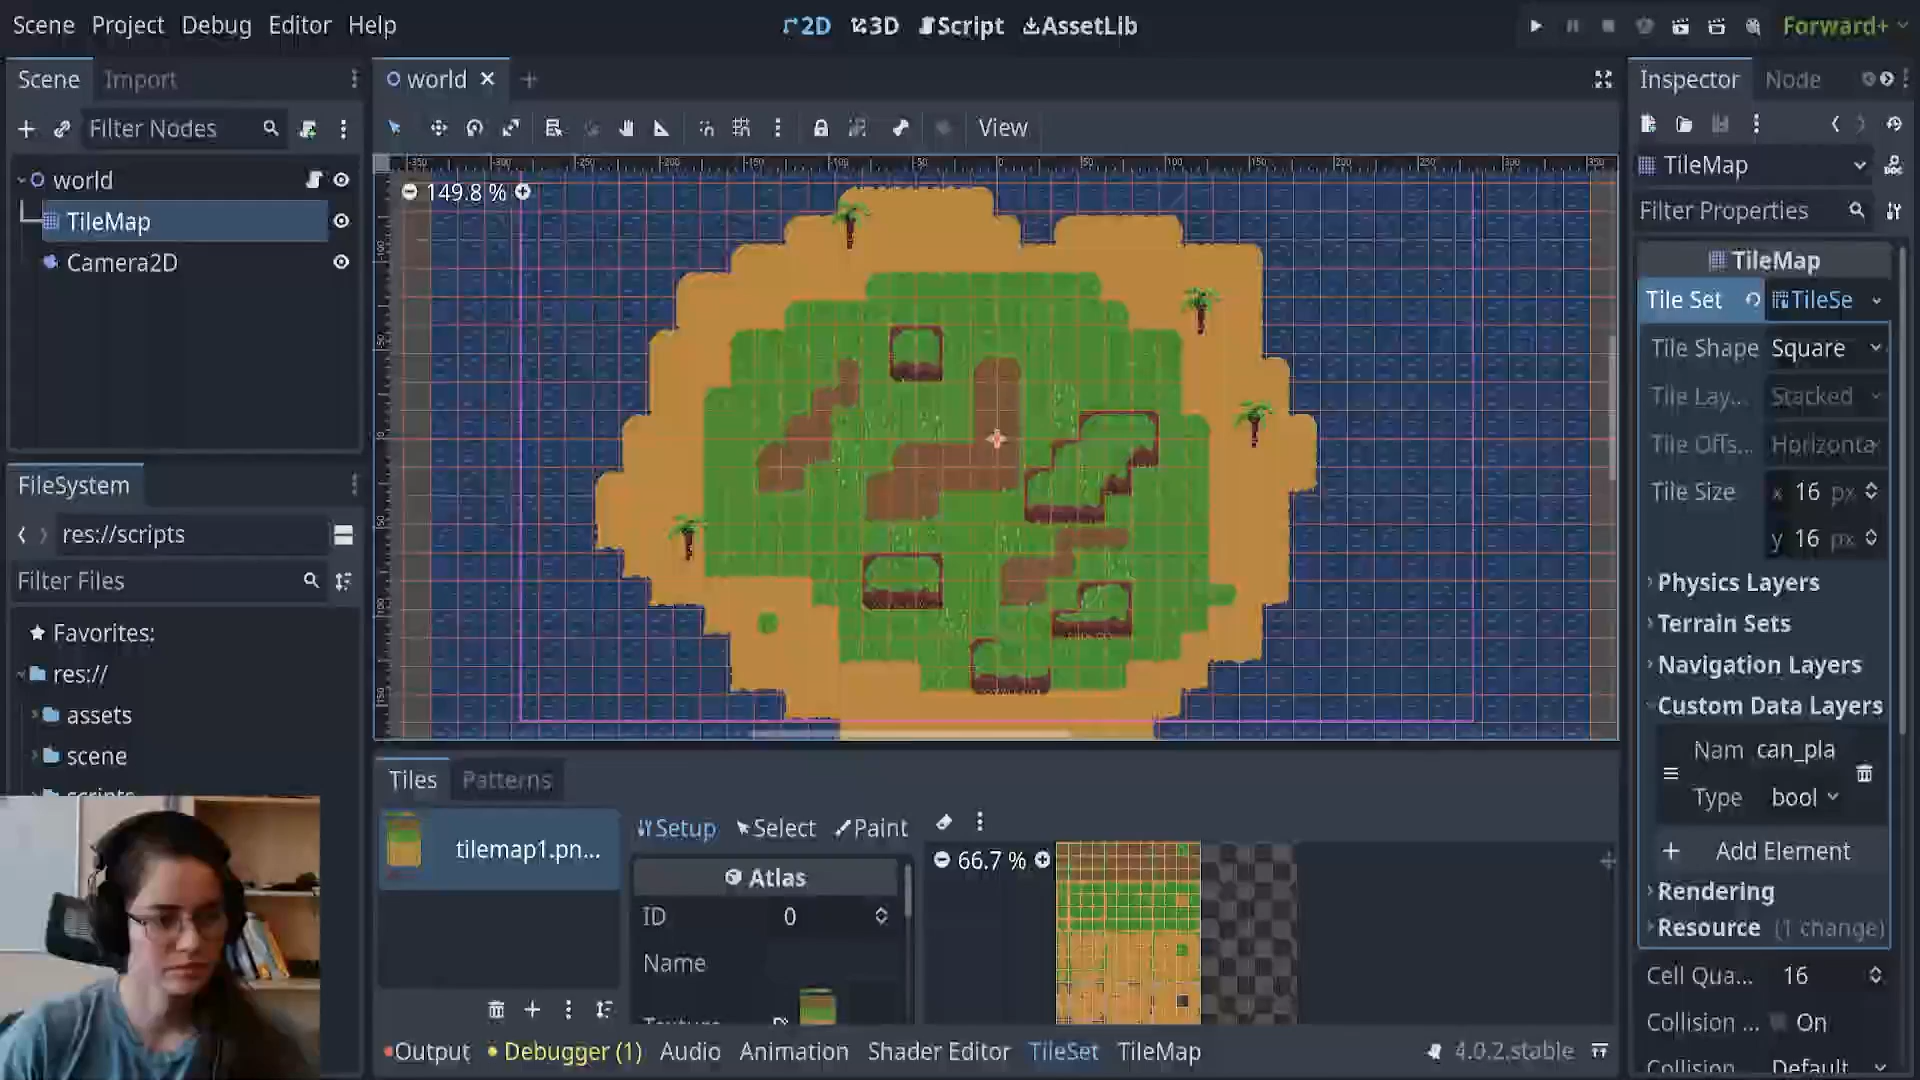 Scene Project Debug Editor Help
2D 3D Script AssetLib
Forward+
Scene Import
Filter Nodes
world
TileMap
Camera2D
FileSystem
res://scripts
Filter Files
Favorites:
res://
assets
scene
scripts
world
View
149.8 %
Tiles Patterns
tilemap1.pn...
Setup Select Paint
Atlas
ID 0
Name
Texture
66.7 %
Output Debugger (1) Audio Animation Shader Editor TileSet TileMap
4.0.2.stable
Inspector Node
TileMap
Filter Properties
TileMap
Tile Set TileSe
Tile Shape Square
Tile Lay... Stacked
Tile Offs... Horizonta
Tile Size x 16 px
y 16 px
Physics Layers
Terrain Sets
Navigation Layers
Custom Data Layers
Nam can_pla
Type bool
Add Element
Rendering
Resource (1 change)
Cell Qua... 16
Collision ... On
Collision Default